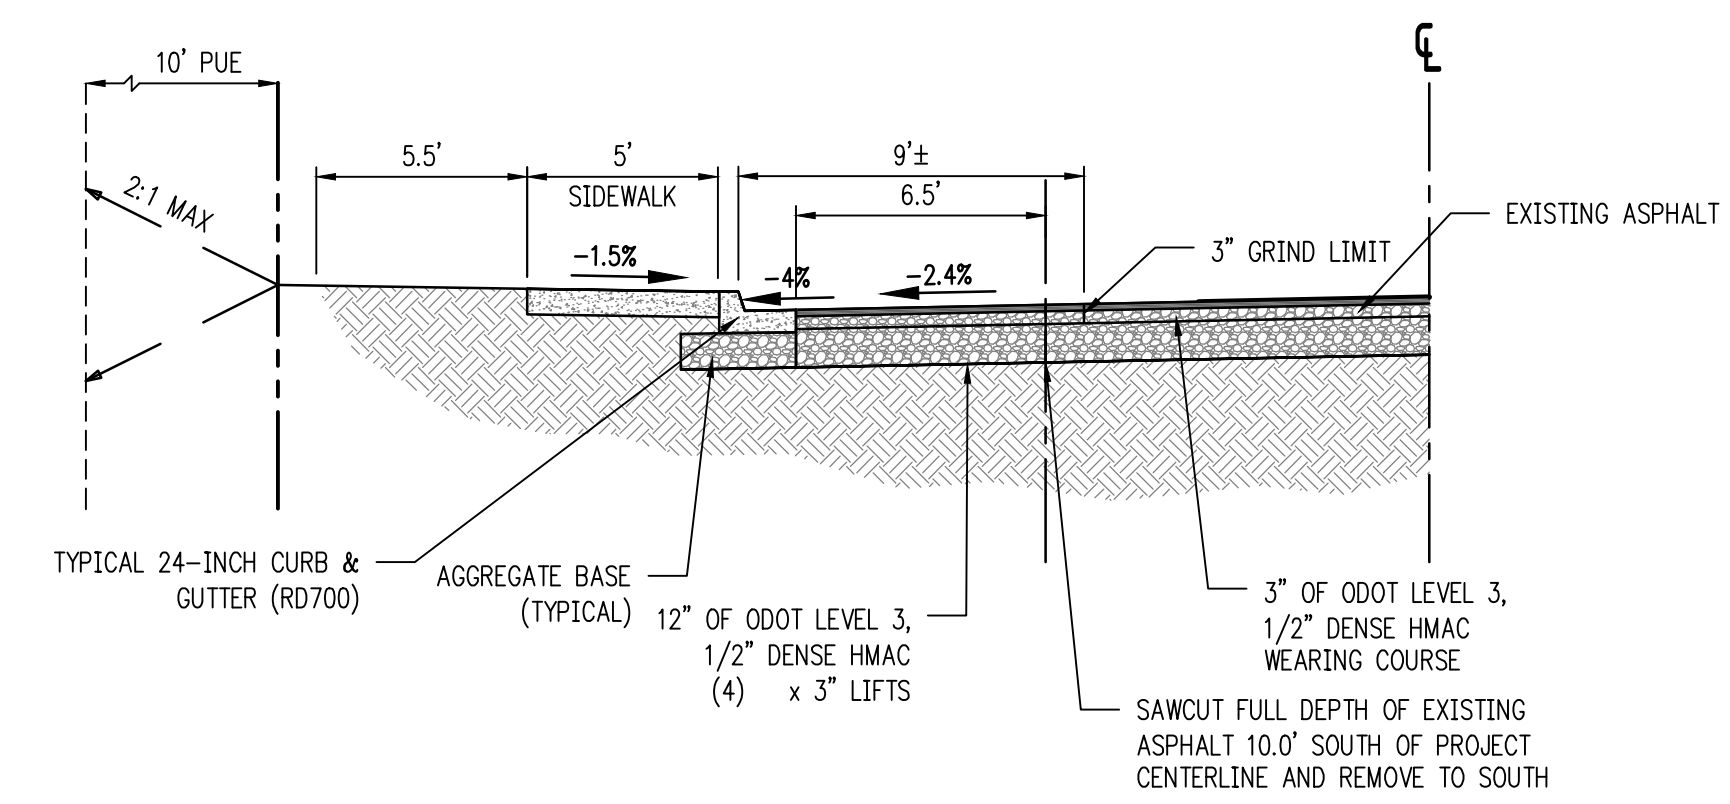 ℄
10' PUE
5.5'
5'
SIDEWALK
9'±
6.5'
2:1 MAX
EXISTING ASPHALT
3" GRIND LIMIT
-1.5%
-4%
-2.4%
TYPICAL 24-INCH CURB &
GUTTER (RD700)
AGGREGATE BASE
(TYPICAL)
12" OF ODOT LEVEL 3,
1/2" DENSE HMAC
(4) x 3" LIFTS
3" OF ODOT LEVEL 3,
1/2" DENSE HMAC
WEARING COURSE
SAWCUT FULL DEPTH OF EXISTING
ASPHALT 10.0' SOUTH OF PROJECT
CENTERLINE AND REMOVE TO SOUTH